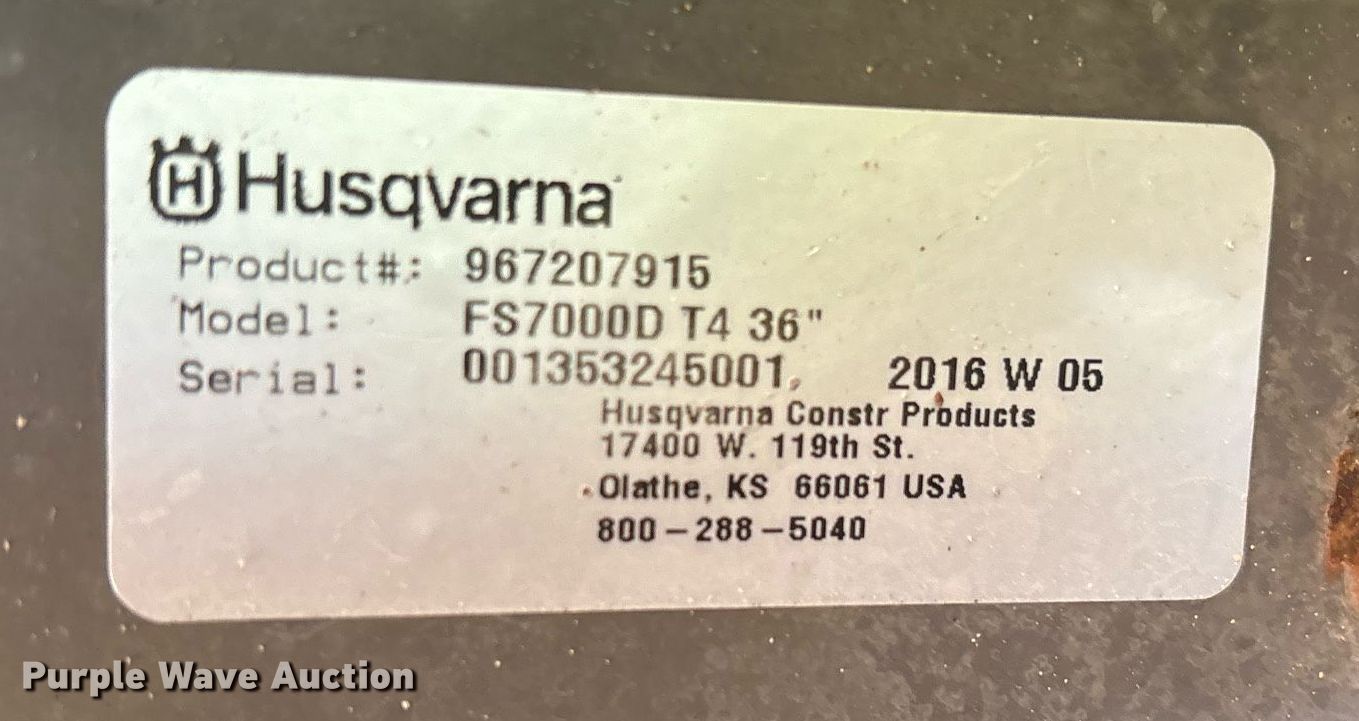 H Husqvarna
Product#: 967207915
Model: FS7000D T4 36"
Serial: 001353245001. 2016 W 05
Husqvarna Constr Products
17400 W. 119th St.
Olathe, KS 66061 USA
800-288-5040
Purple Wave Auction